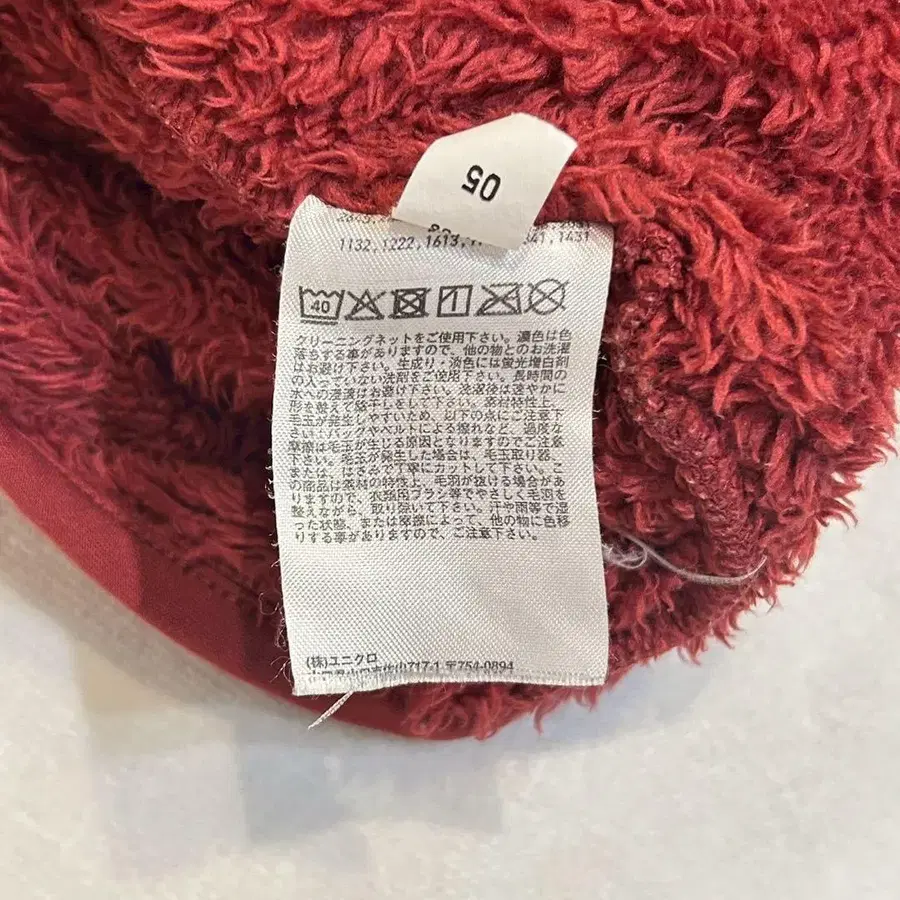 05
1132,1222,1613,
341,1431
40
クリーニングネットをご使用下さい。濃色は色
落ちする事がありますので、他の物とのお洗濯
はお避け下さい。生成り・淡色には蛍光増白剤
の入っていない洗剤をご使用下さい。長時間の
水への浸漬はお避け下さい。洗濯後は速やかに
形を整えて陰干しをして下さい。素材特性上、
毛玉が発生しやすいため、以下の点にご注意下
さい。バッグやベルトによる擦れなど、過度な
摩擦は毛玉が生じる原因となりますのでご注意
下さい。毛玉が発生した場合は、毛玉取り器、
または、はさみで丁寧にカットして下さい。こ
の商品は素材の特性上、毛羽が抜ける場合があ
りますので、衣類用ブラシ等でやさしく毛羽を
整えながら、取り除いて下さい。汗や雨等で湿
った状態、または摩擦によって、他の物に色移
りする事がありますので、ご注意下さい。
(株)ユニクロ
717-1 〒754-0894